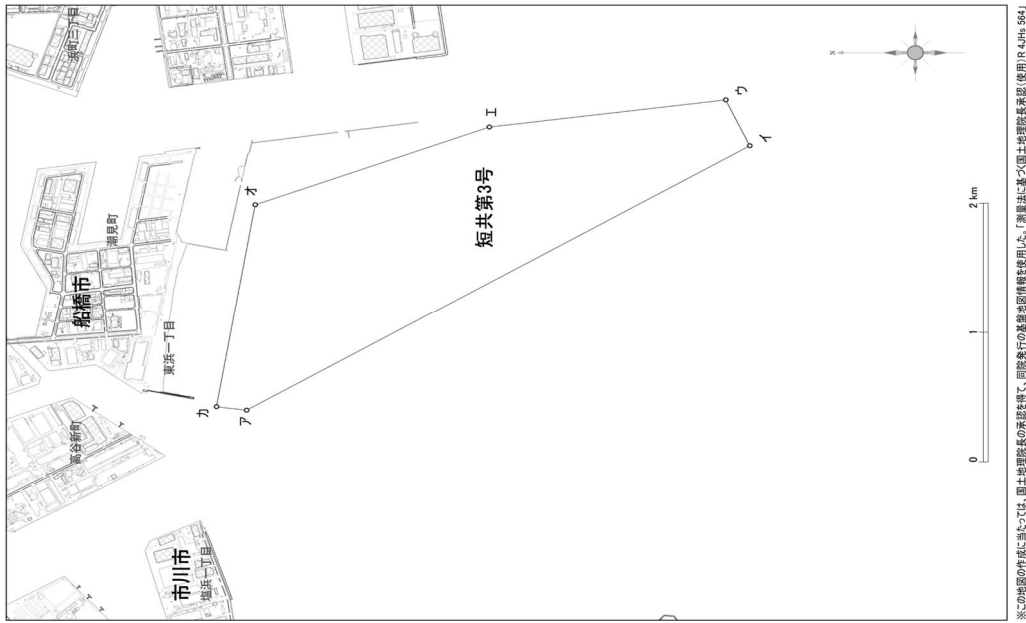 浜町三丁目
潮見町
船橋市
東浜一丁目
高谷新町
市川市
塩浜一丁目
N
ウ
エ
イ
オ
短共第3号
カ
ア
0 1 2 km
※この地図の作成に当たっては、国土地理院長の承認を得て、同院発行の基盤地図情報を使用した。「測量法に基づく国土地理院長承認(使用)R 4JHs 564」